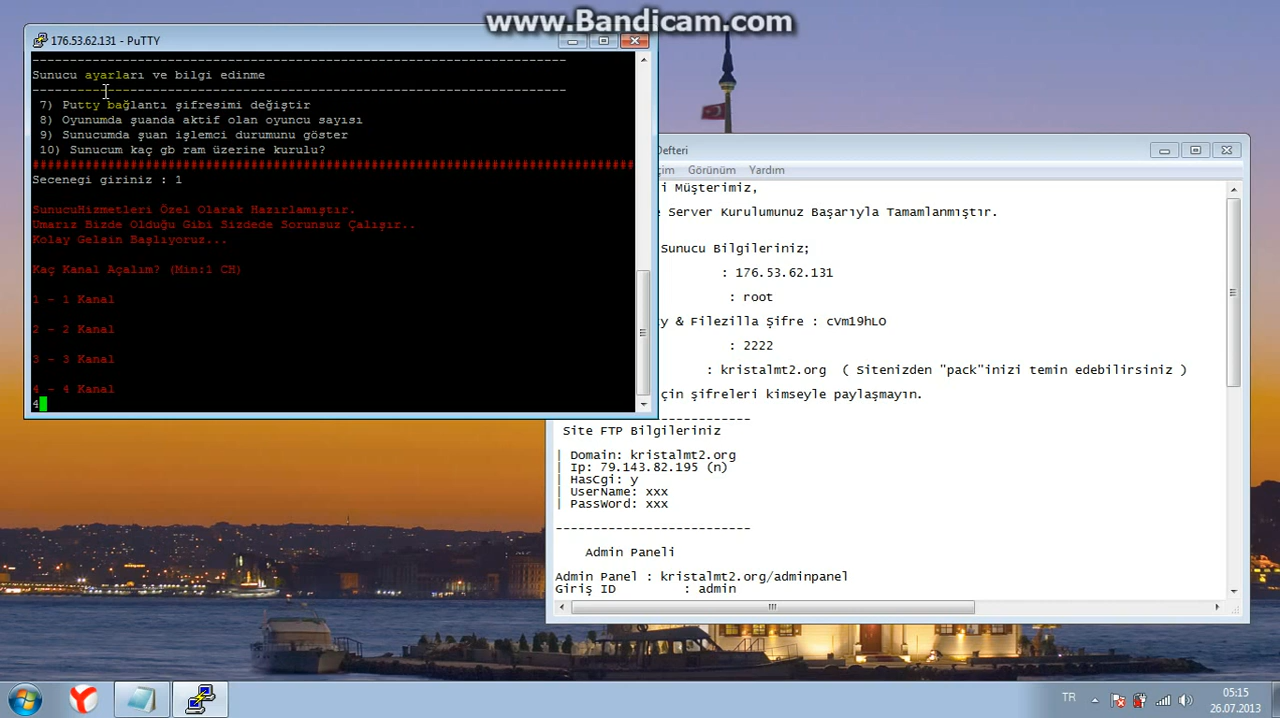 www.Bandicam.com
176.53.62.131 - PuTTY
Sunucu ayarları ve bilgi edinme
7) Putty bağlantı şifresimi değiştir
8) Oyunumda şuanda aktif olan oyuncu sayısı
9) Sunucumda şuan işlemci durumunu göster
10) Sunucum kaç gb ram üzerine kurulu?
################################################################################
Secenegi giriniz : 1
SunucuHizmetleri Özel Olarak Hazırlamıştır.
Umarız Bizde Olduğu Gibi Sizdede Sorunsuz Çalışır..
Kolay Gelsin Başlıyoruz...
Kaç Kanal Açalım? (Min:1 CH)
1 - 1 Kanal
2 - 2 Kanal
3 - 3 Kanal
4 - 4 Kanal
4
Defteri
çim Görünüm Yardım
i Müşterimiz,
Server Kurulumunuz Başarıyla Tamamlanmıştır.
Sunucu Bilgileriniz;
: 176.53.62.131
: root
y & Filezilla Şifre : cVm19hLO
: 2222
: kristalmt2.org ( Sitenizden "pack"inizi temin edebilirsiniz )
çin şifreleri kimseyle paylaşmayın.
--------------------------
Site FTP Bilgileriniz
| Domain: kristalmt2.org
| Ip: 79.143.82.195 (n)
| HasCgi: y
| UserName: xxx
| PassWord: xxx
--------------------------
Admin Paneli
Admin Panel : kristalmt2.org/adminpanel
Giriş ID : admin
TR
05:15
26.07.2013